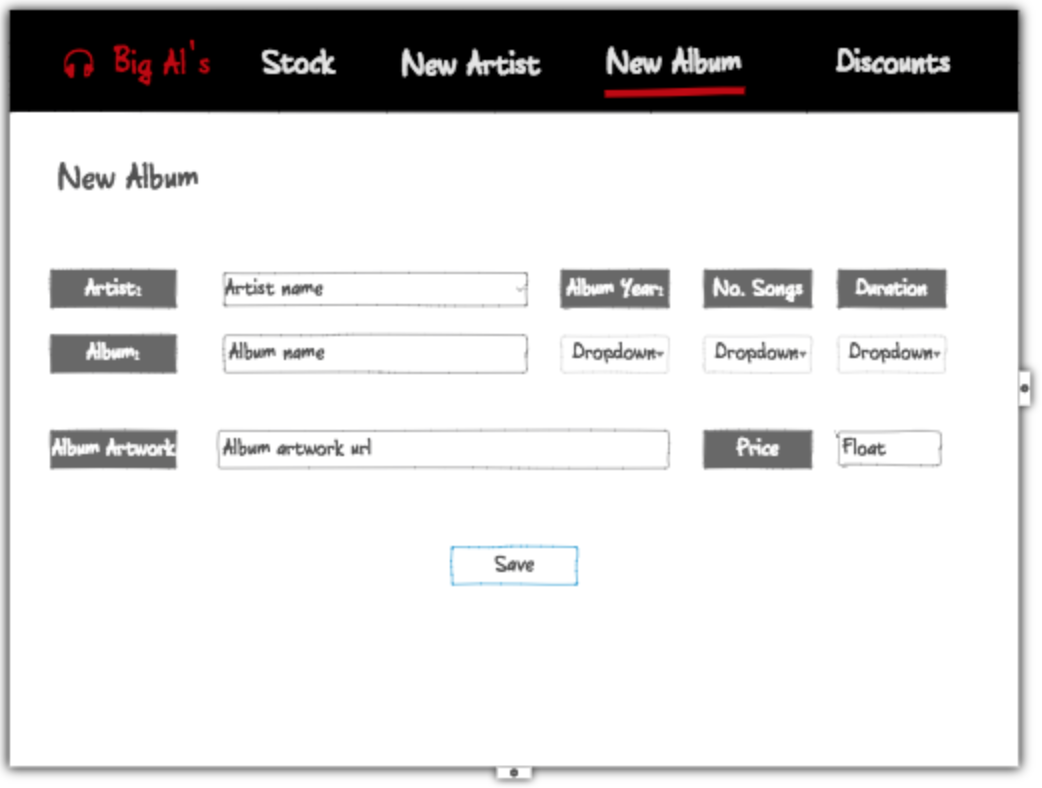 Big Al's Stock New Artist New Album Discounts
New Album
Artist: Artist name Album Year: No. Songs Duration
Album: Album name Dropdown Dropdown Dropdown
Album Artwork Album artwork url Price Float
Save